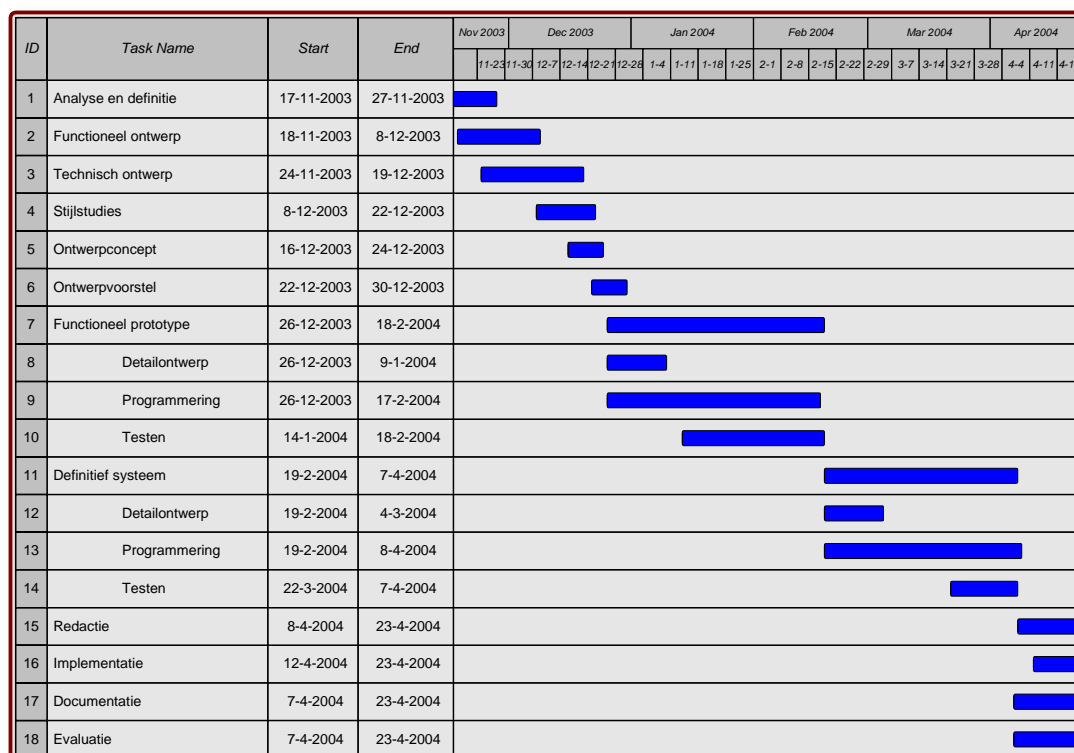 ID Task Name Start End Nov 2003 Dec 2003 Jan 2004 Feb 2004 Mar 2004 Apr 2004
11-23 11-30 12-7 12-14 12-21 12-28 1-4 1-11 1-18 1-25 2-1 2-8 2-15 2-22 2-29 3-7 3-14 3-21 3-28 4-4 4-11
1 Analyse en definitie 17-11-2003 27-11-2003
2 Functioneel ontwerp 18-11-2003 8-12-2003
3 Technisch ontwerp 24-11-2003 19-12-2003
4 Stijlstudies 8-12-2003 22-12-2003
5 Ontwerpconcept 16-12-2003 24-12-2003
6 Ontwerpvoorstel 22-12-2003 30-12-2003
7 Functioneel prototype 26-12-2003 18-2-2004
8 Detailontwerp 26-12-2003 9-1-2004
9 Programmering 26-12-2003 17-2-2004
10 Testen 14-1-2004 18-2-2004
11 Definitief systeem 19-2-2004 7-4-2004
12 Detailontwerp 19-2-2004 4-3-2004
13 Programmering 19-2-2004 8-4-2004
14 Testen 22-3-2004 7-4-2004
15 Redactie 8-4-2004 23-4-2004
16 Implementatie 12-4-2004 23-4-2004
17 Documentatie 7-4-2004 23-4-2004
18 Evaluatie 7-4-2004 23-4-2004